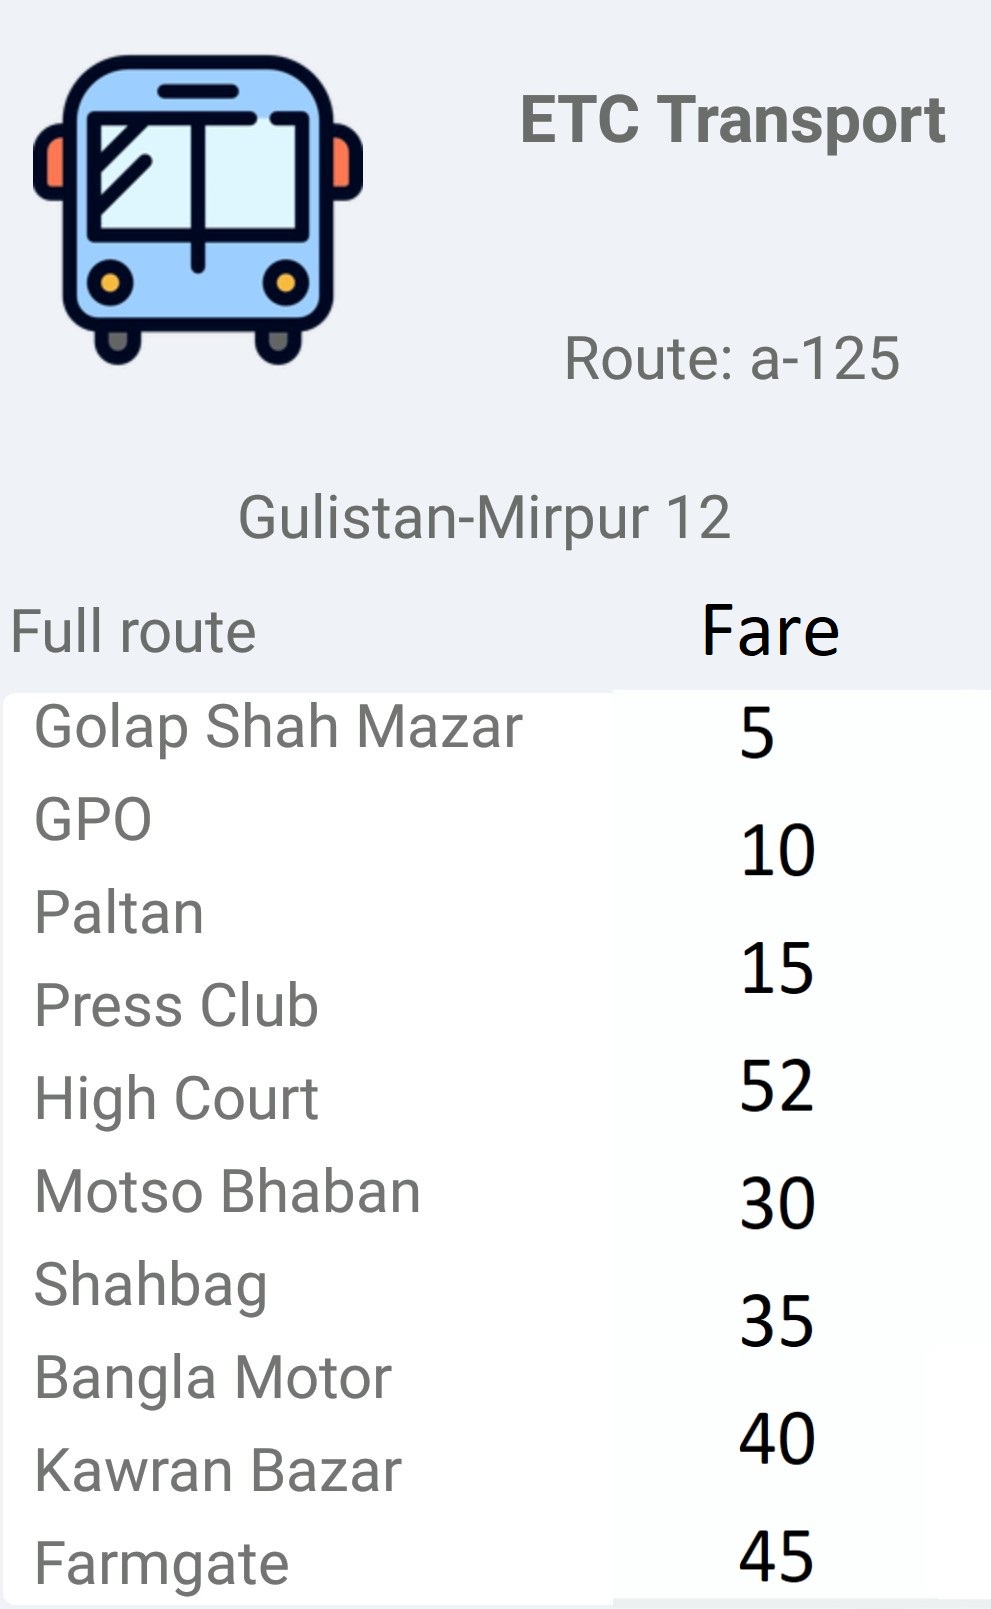 ETC Transport
Route: a-125
Gulistan-Mirpur 12
Full route Fare
Golap Shah Mazar 5
GPO 10
Paltan 15
Press Club
High Court 52
Motso Bhaban 30
Shahbag 35
Bangla Motor
Kawran Bazar 40
Farmgate 45